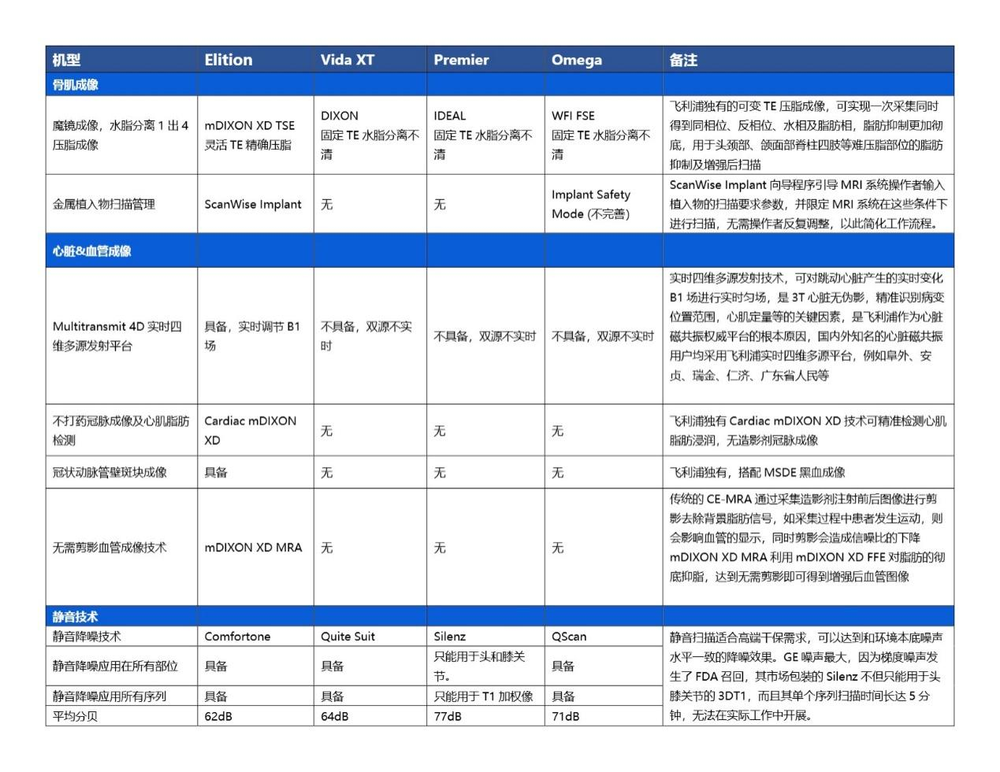 机型 Elition Vida XT Premier Omega 备注
骨肌成像
魔镜成像，水脂分离 1 出 4
压脂成像
mDIXON XD TSE
灵活 TE 精确压脂
DIXON
固定 TE 水脂分离不
清
IDEAL
固定 TE 水脂分离不
清
WFI FSE
固定 TE 水脂分离不
清
飞利浦独有的可变 TE 压脂成像，可实现一次采集同时
得到同相位、反相位、水相及脂肪相，脂肪抑制更加彻
底，用于头颈部、颌面部脊柱四肢等难压脂部位的脂肪
抑制及增强后扫描
金属植入物扫描管理
ScanWise Implant
无
无
Implant Safety
Mode (不完善)
ScanWise Implant 向导程序引导 MRI 系统操作者输入
植入物的扫描要求参数，并限定 MRI 系统在这些条件下
进行扫描，无需操作者反复调整，以此简化工作流程。
心脏&血管成像
Multitransmit 4D 实时四
维多源发射平台
具备，实时调节 B1
场
不具备，双源不实
时
不具备，双源不实时
不具备，双源不实时
实时四维多源发射技术，可对跳动心脏产生的实时变化
B1 场进行实时匀场，是 3T 心脏无伪影，精准识别病变
位置范围，心肌定量等的关键因素，是飞利浦作为心脏
磁共振权威平台的根本原因，国内外知名的心脏磁共振
用户均采用飞利浦实时四维多源平台，例如阜外、安
贞、瑞金、仁济、广东省人民等
不打药冠脉成像及心肌脂肪
检测
Cardiac mDIXON
XD
无
无
无
飞利浦独有 Cardiac mDIXON XD 技术可精准检测心肌
脂肪浸润，无造影剂冠脉成像
冠状动脉管壁斑块成像
具备
无
无
无
飞利浦独有，搭配 MSDE 黑血成像
无需剪影血管成像技术
mDIXON XD MRA
无
无
无
传统的 CE-MRA 通过采集造影剂注射前后图像进行剪
影去除背景脂肪信号，如采集过程中患者发生运动，则
会影响血管的显示，同时剪影会造成信噪比的下降
mDIXON XD MRA 利用 mDIXON XD FFE 对脂肪的彻
底抑脂，达到无需剪影即可得到增强后血管图像
静音技术
静音降噪技术
Comfortone
Quite Suit
Silenz
QScan
静音降噪应用在所有部位
具备
具备
只能用于头和膝关
节。
具备
静音降噪应用所有序列
具备
具备
只能用于 T1 加权像
具备
平均分贝
62dB
64dB
77dB
71dB
静音扫描适合高端干保需求，可以达到和环境本底噪声
水平一致的降噪效果。GE 噪声最大，因为梯度噪声发
生了 FDA 召回，其市场包装的 Silenz 不但只能用于头
膝关节的 3DT1，而且其单个序列扫描时间长达 5 分
钟，无法在实际工作中开展。